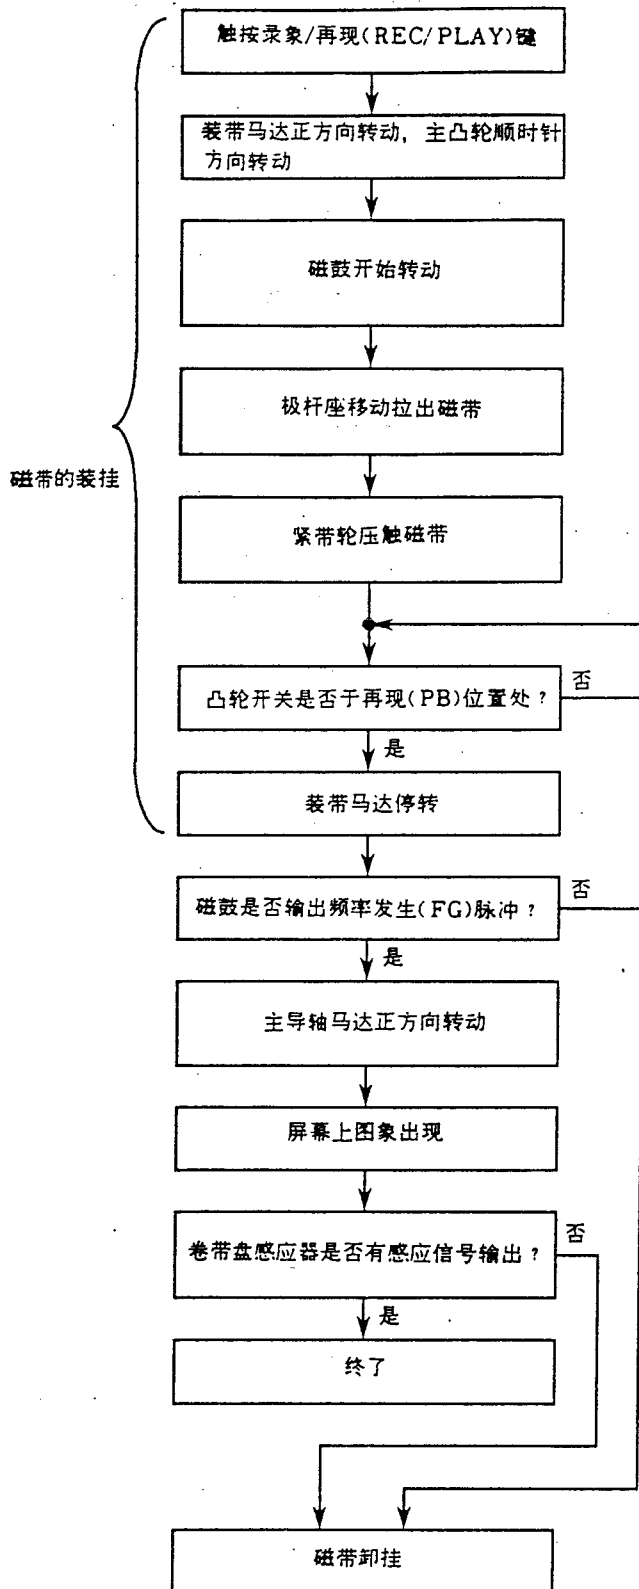 触按录象/再现(REC/PLAY)键
装带马达正方向转动，主凸轮顺时针
方向转动
磁鼓开始转动
极杆座移动拉出磁带
磁带的装挂
紧带轮压触磁带
凸轮开关是否于再现(PB)位置处？
否
是
装带马达停转
磁鼓是否输出频率发生(FG)脉冲？
否
是
主导轴马达正方向转动
屏幕上图象出现
卷带盘感应器是否有感应信号输出？
否
是
终了
磁带卸挂